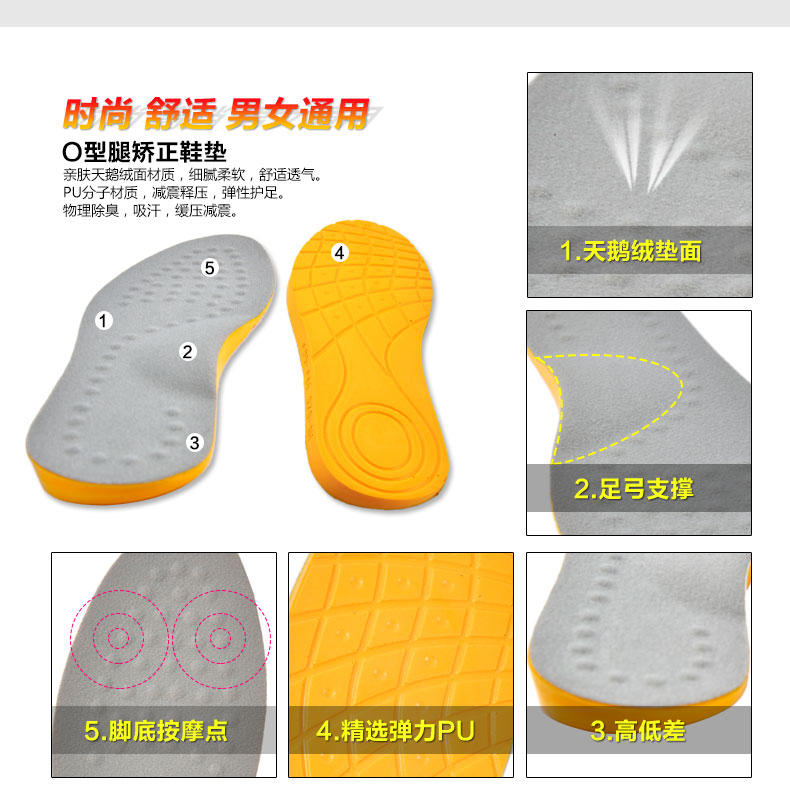 时尚 舒适 男女通用
O型腿矫正鞋垫
亲肤天鹅绒面材质，细腻柔软，舒适透气。
PU分子材质，减震释压，弹性护足。
物理除臭，吸汗，缓压减震。
1
2
3
4
5
1.天鹅绒垫面
2.足弓支撑
5.脚底按摩点
4.精选弹力PU
3.高低差